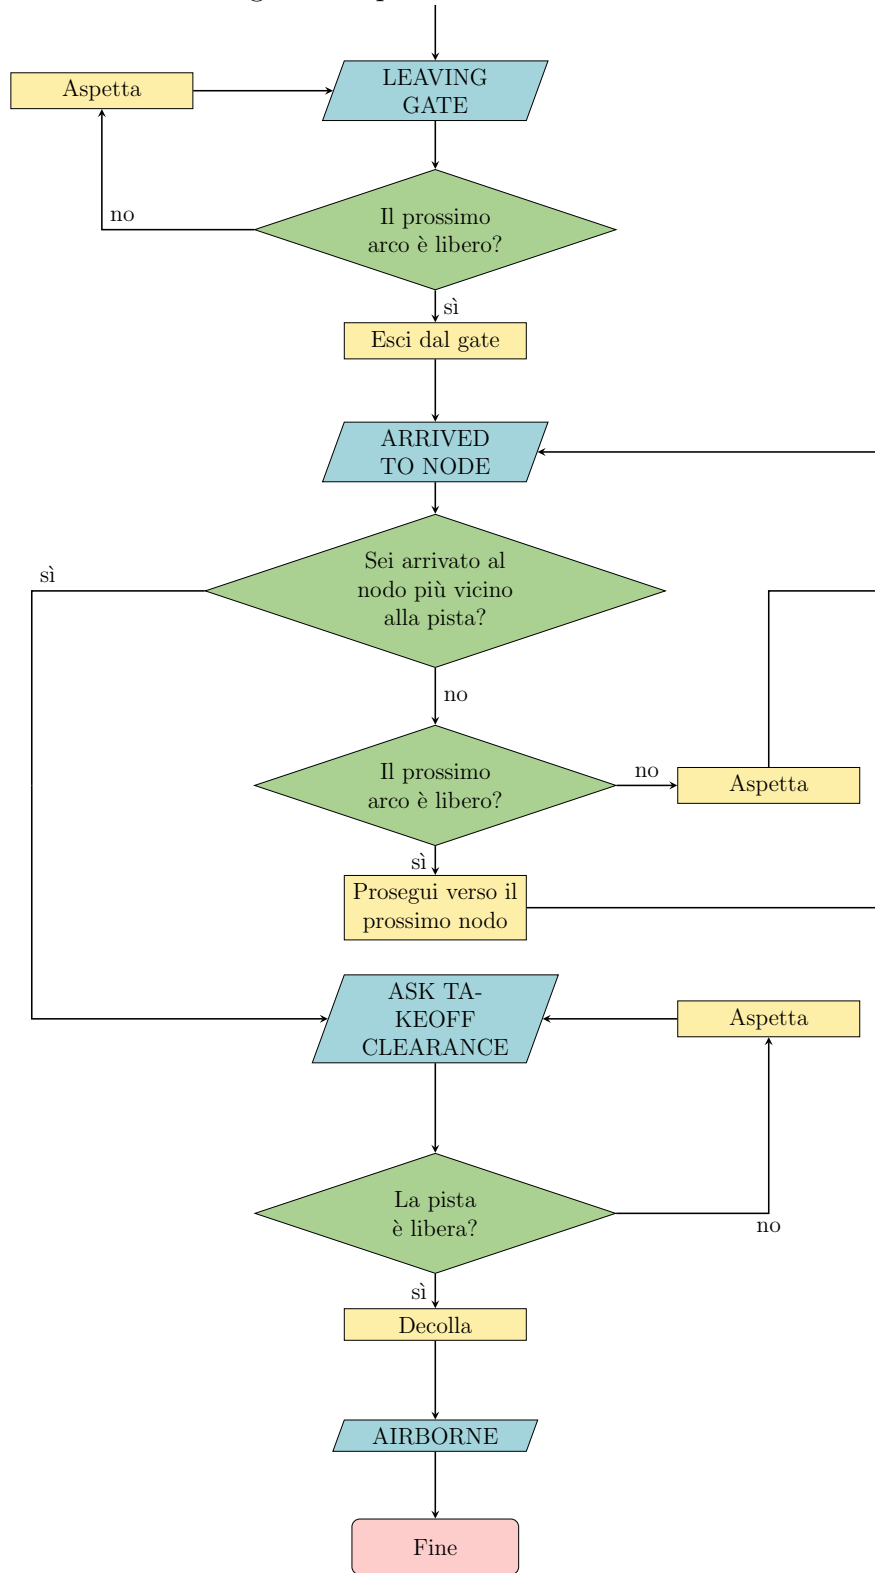 LEAVING
GATE
Aspetta
no
Il prossimo
arco è libero?
sì
Esci dal gate
ARRIVED
TO NODE
sì
Sei arrivato al
nodo più vicino
alla pista?
no
Il prossimo
arco è libero?
no
Aspetta
sì
Prosegui verso il
prossimo nodo
ASK TA-
KEOFF
CLEARANCE
Aspetta
La pista
è libera?
no
sì
Decolla
AIRBORNE
Fine